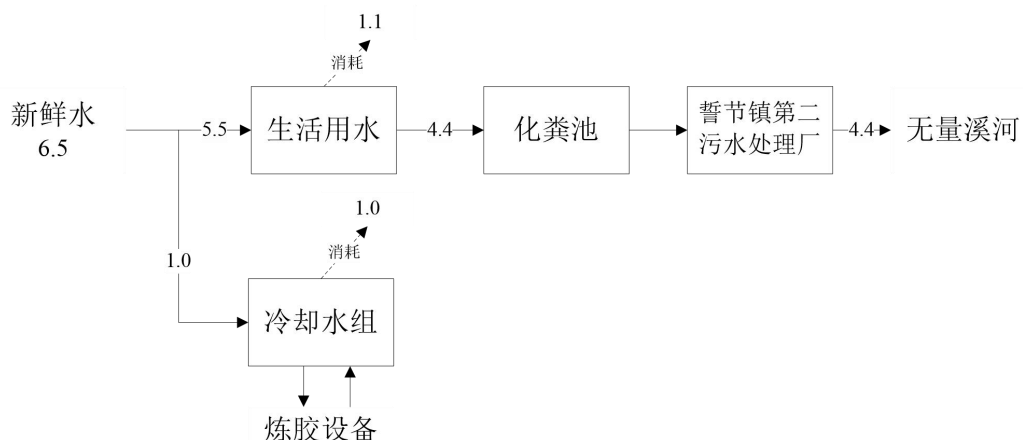 1.1
消耗
新鲜水
6.5
5.5
生活用水
4.4
化粪池
誓节镇第二
污水处理厂
4.4
无量溪河
1.0
消耗
1.0
冷却水组
炼胶设备